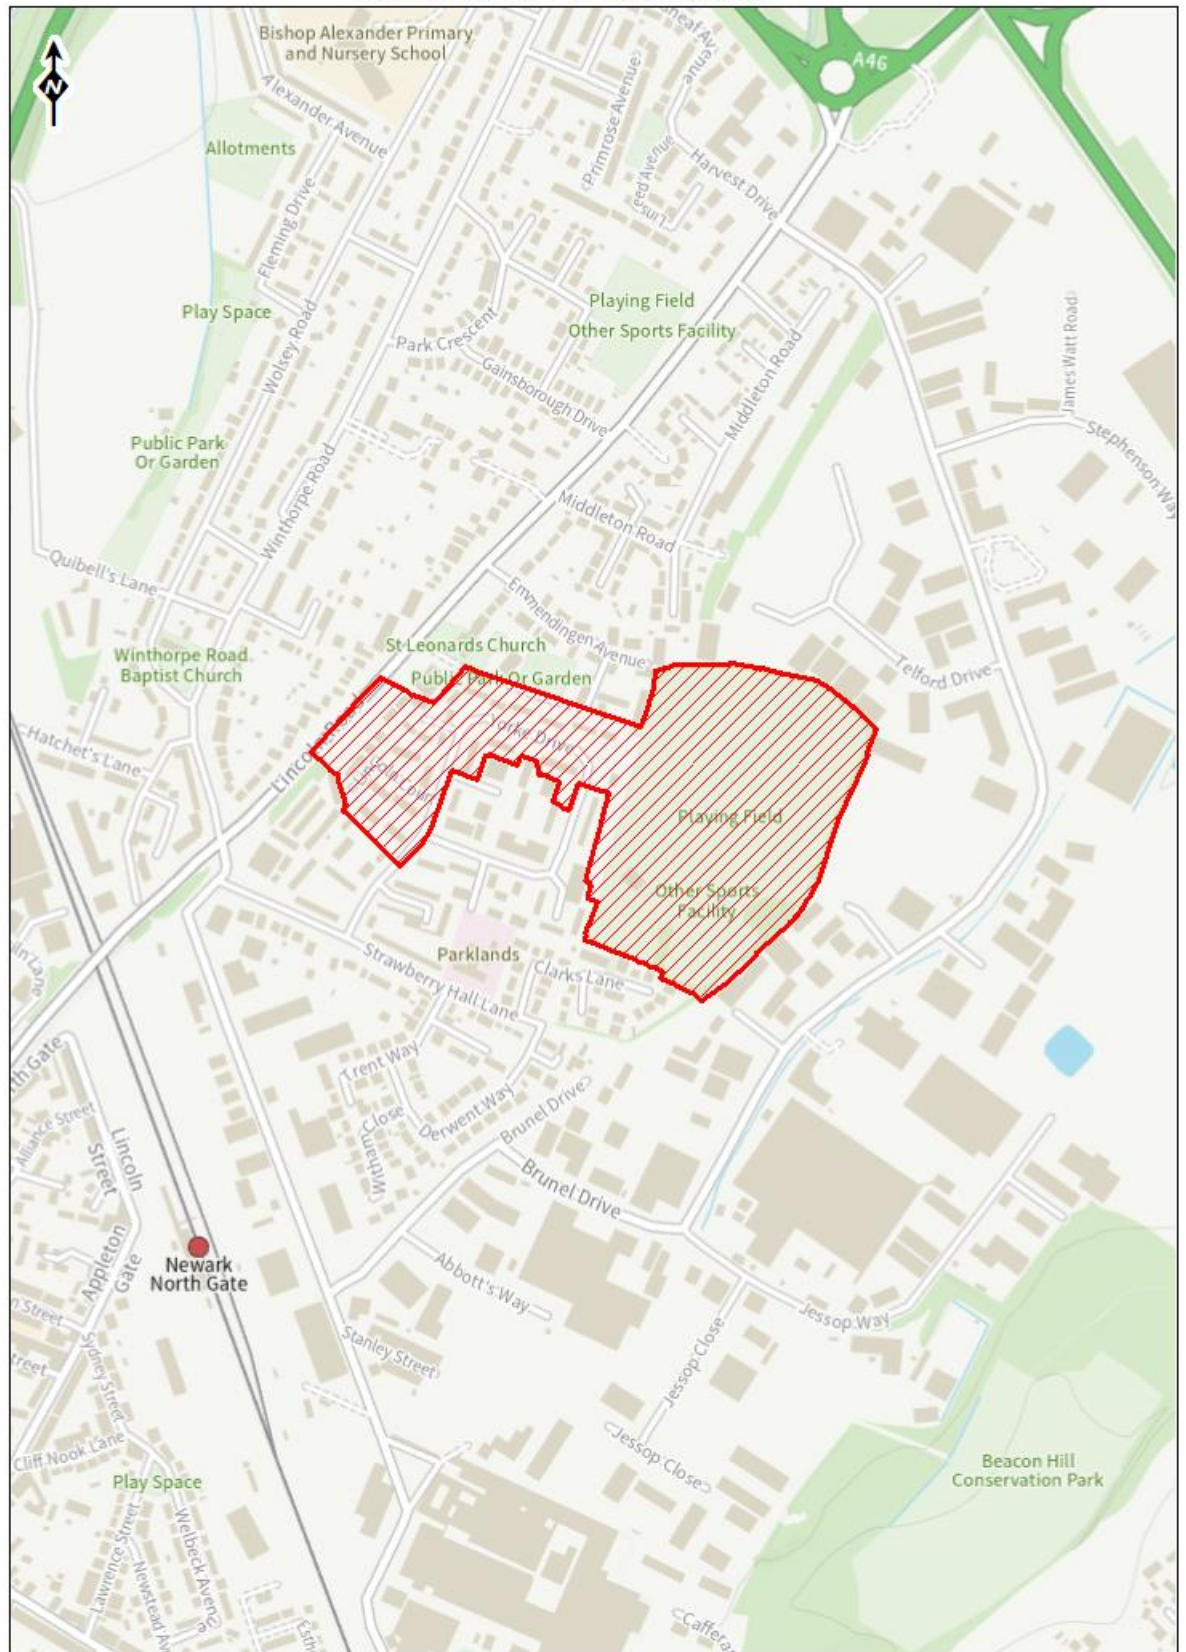 Bishop Alexander Primary
and Nursery School
A46
N
Alexander Avenue
Primrose Avenue
Allotments
Harvest Drive
Fleming Drive
Playing Field
Play Space
Other Sports Facility
James Watt Road
Park Crescent
Wolsey Road
Gainsborough Drive
Middleton Road
Stephenson Way
Public Park
Or Garden
Winthorpe Road
Middleton Road
Quibell's Lane
Emmendingen Avenue
St Leonards Church
Winthorpe Road
Baptist Church
Public Park Or Garden
Telford Drive
Yorke Drive
Hatchet's Lane
Lincoln Road
Playing Field
Other Sports
Facility
Parklands
Strawberry Hall Lane
Clarks Lane
Trent Way
Alliance Street
Derwent Way
Brunel Drive
Witham
Close
Lincoln
Street
Brunel Drive
Appleton
Gate
Newark
North Gate
Abbott's Way
Jessop Way
Stanley Street
Jessop Close
Sydney Street
Cliff Nook Lane
Jessop Close
Beacon Hill
Conservation Park
Play Space
Lawrence Street
Welbeck Avenue
Newstead Av